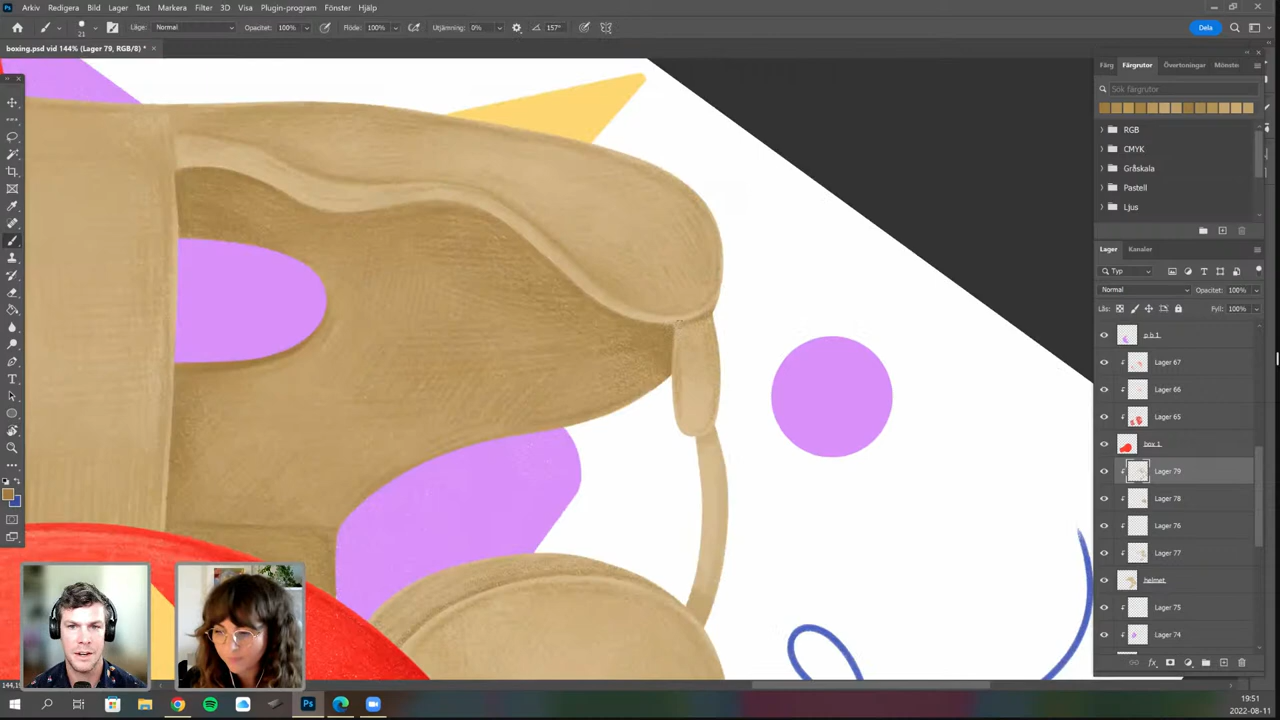 Arkiv Redigera Bild Lager Text Markera Filter 3D Visa Plugin-program Fönster Hjälp
21 Läge: Normal Opacitet: 100% Flöde: 100% Utjämning: 0% 157° Dela
boxing.psd vid 144% (Lager 79, RGB/8) *
Färg Färgrutor Övertoningar Mönste
Sök färgrutor
RGB
CMYK
Gråskala
Pastell
Ljus
Lager Kanaler
Typ
Normal Opacitet: 100%
Lås: Fyll: 100%
p b 1
Lager 67
Lager 66
Lager 65
box 1
Lager 79
Lager 78
Lager 76
Lager 77
helmet
Lager 75
Lager 74
19:51
2022-08-11